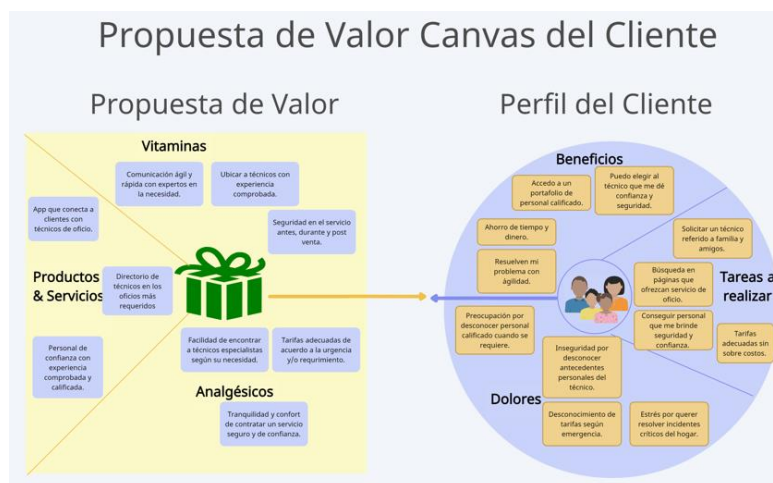 Propuesta de Valor Canvas del Cliente
Propuesta de Valor
Vitaminas
Comunicación ágil y
rápida con expertos en
la necesidad.
Ubicar a técnicos con
experiencia
comprobada.
App que conecta a
clientes con
técnicos de oficio.
Seguridad en el servicio
antes, durante y post
venta.
Productos
& Servicios
Directorio de
técnicos en los
oficios más
requeridos
Personal de
confianza con
experiencia
comprobada y
calificada.
Facilidad de encontrar
a técnicos especialistas
según su necesidad.
Tarifas adecuadas de
acuerdo a la urgencia
y/o requrimiento.
Analgésicos
Tranquilidad y confort
de contratar un servicio
seguro y de confianza.
Perfil del Cliente
Beneficios
Accedo a un
portafolio de
personal calificado.
Puedo elegir al
técnico que me dé
confianza y
seguridad.
Ahorro de tiempo y
dinero.
Resuelven mi
problema con
ágilidad.
Solicitar un técnico
referido a familia y
amigos.
Búsqueda en
páginas que
ofrezcan servicio de
oficio.
Tareas a
realizar
Conseguir personal
que me brinde
seguridad y
confianza.
Tarifas
adecuadas sin
sobre costos.
Preocupación por
desconocer personal
calificado cuando se
requiere.
Inseguridad por
desconocer
antecedentes
personales del
técnico.
Dolores
Desconocimiento de
tarifas según
emergencia.
Estrés por querer
resolver incidentes
críticos del hogar.